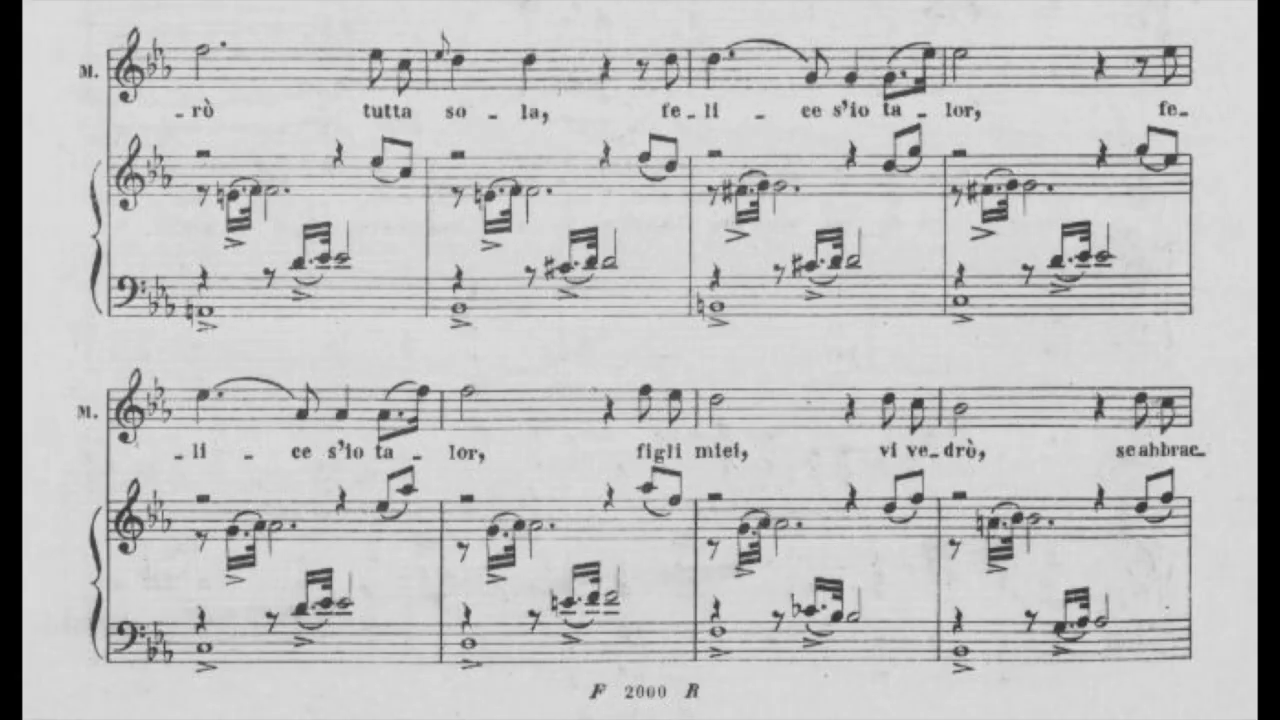 M.
_ rò tutta so _ la, fe _ li _ ce s'io ta _ lor, fe _
M.
_ li _ ce s'io ta _ lor, figli miei, vi ve _ drò, se abbrac _
F 2000 R